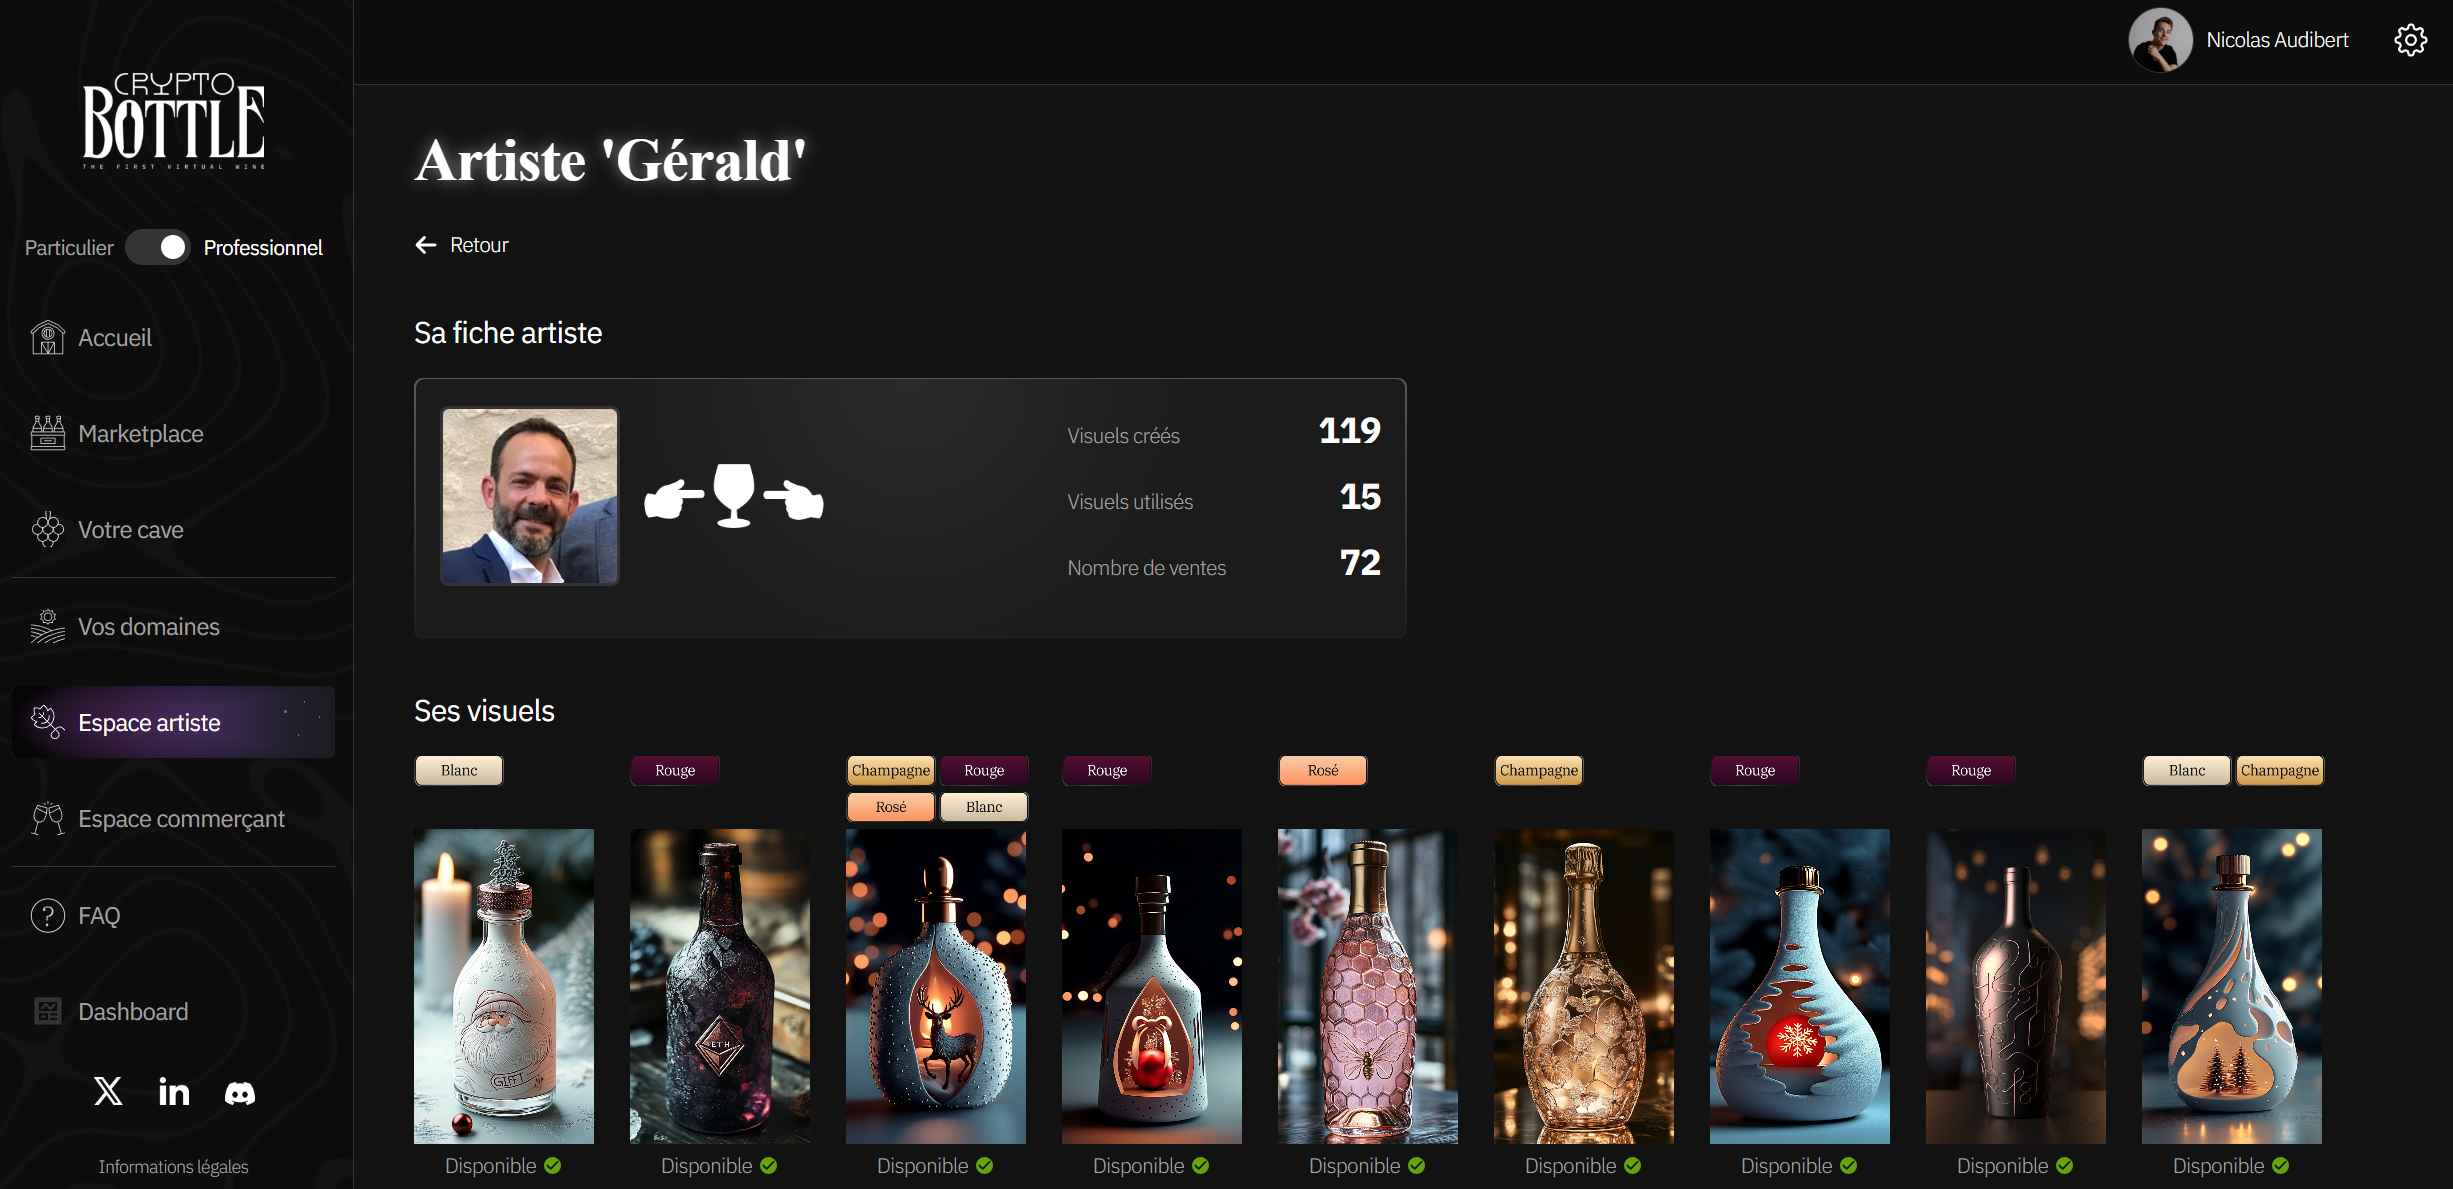 CRYPTO
BOTTLE
THE FIRST VIRTUAL WINE
Particulier Professionnel
Accueil
Marketplace
Votre cave
Vos domaines
Espace artiste
Espace commerçant
FAQ
Dashboard
Informations légales
Nicolas Audibert
Artiste 'Gérald'
Retour
Sa fiche artiste
Visuels créés 119
Visuels utilisés 15
Nombre de ventes 72
Ses visuels
Blanc Rouge Champagne Rouge Rouge Rosé Champagne Rouge Rouge Blanc Champagne
Rosé Blanc
ETH
GIFFT
Disponible Disponible Disponible Disponible Disponible Disponible Disponible Disponible Disponible